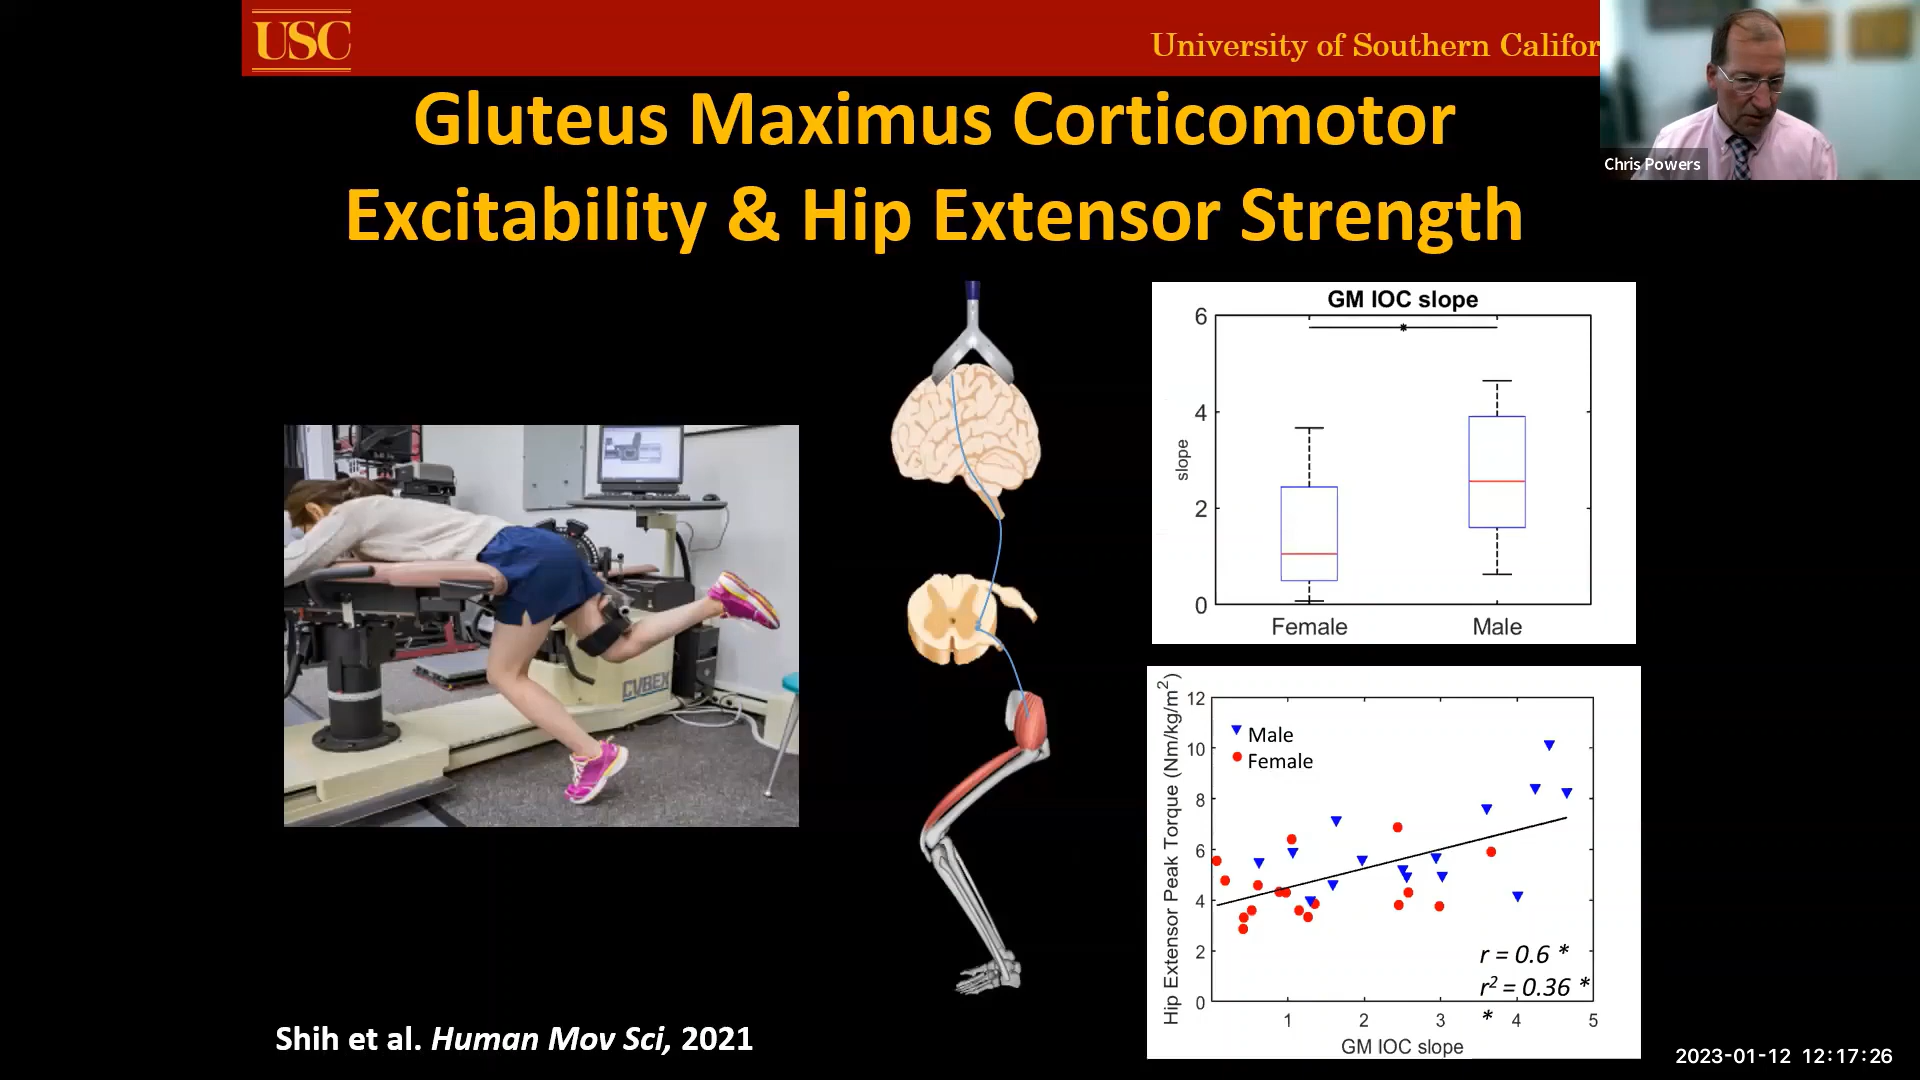 USC
University of Southern Califor
Chris Powers
Gluteus Maximus Corticomotor
Excitability & Hip Extensor Strength
CYBEX
GM IOC slope
6
4
2
0
slope
Female
Male
Hip Extensor Peak Torque (Nm/kg/m²)
12
10
8
6
4
2
0
Male
Female
r = 0.6 *
r² = 0.36 *
*
1 2 3 4 5
GM IOC slope
Shih et al. Human Mov Sci, 2021
2023-01-12 12:17:26